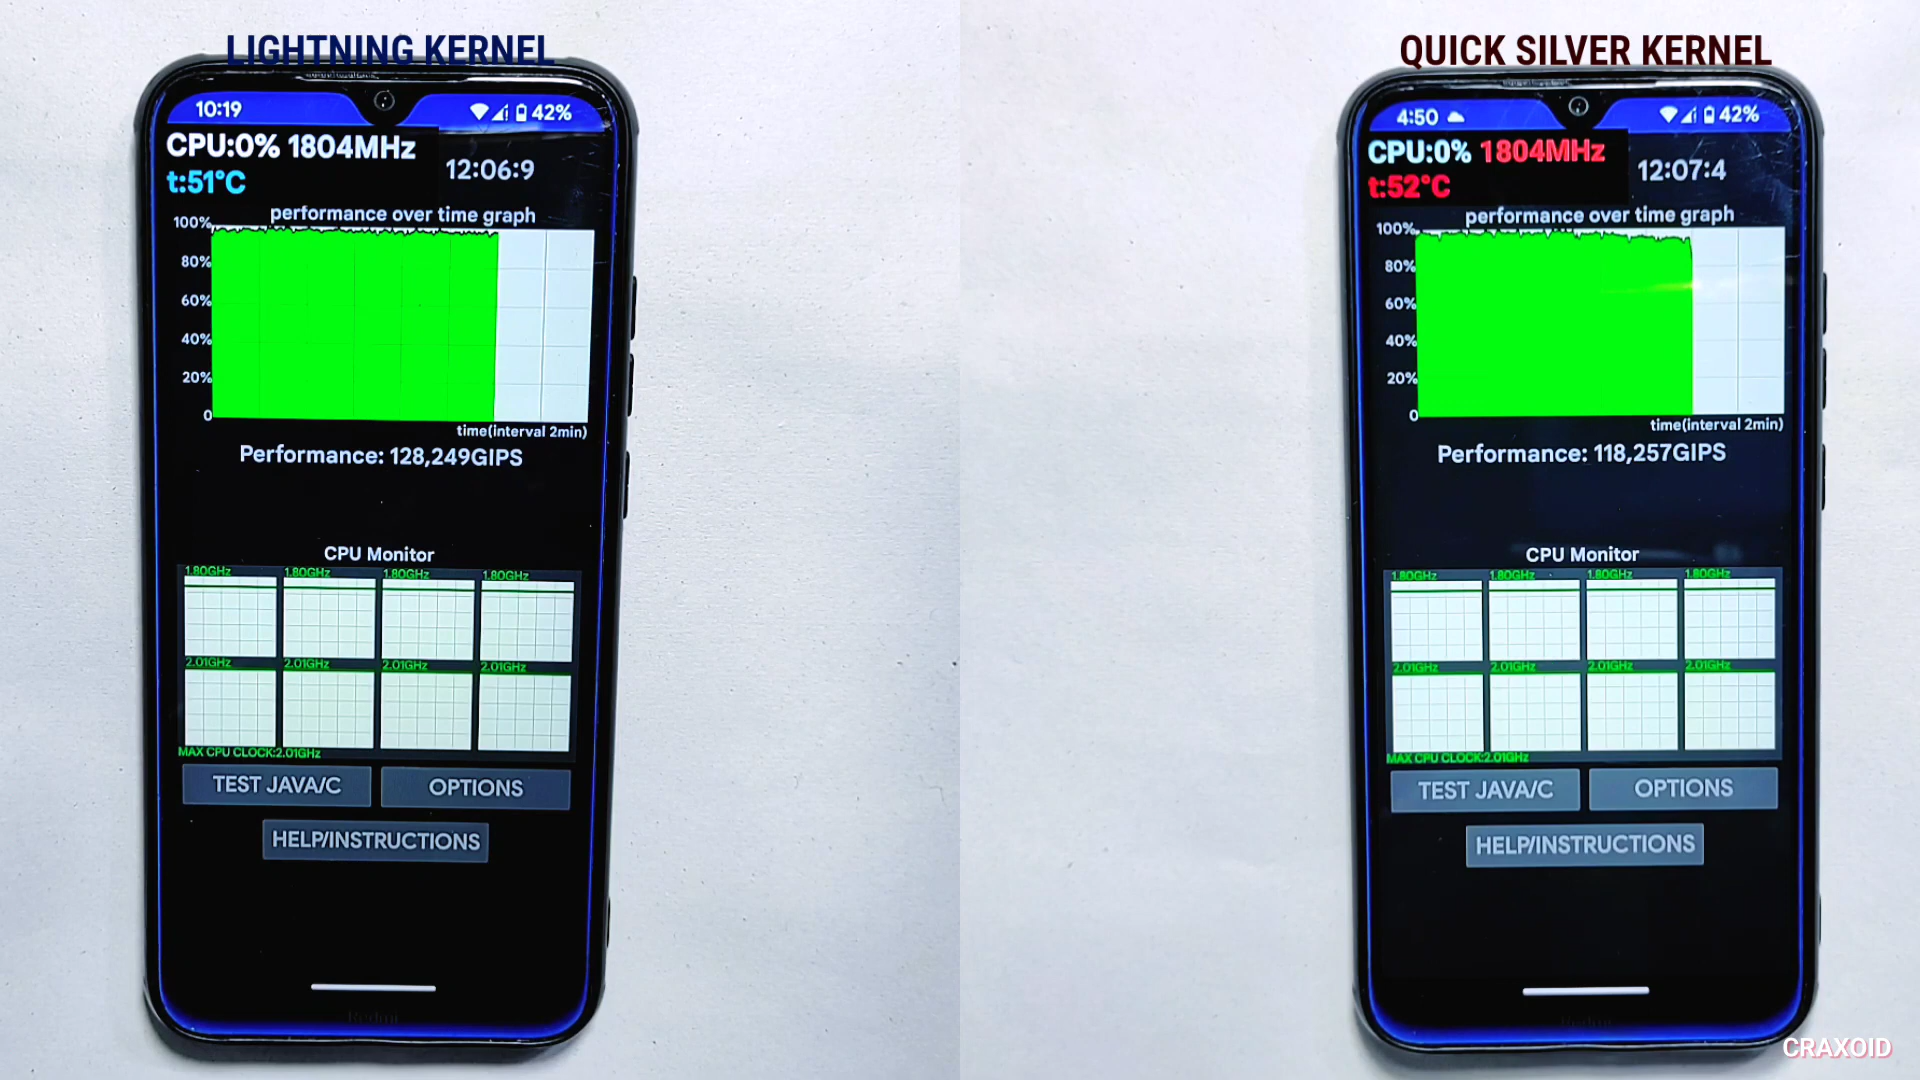 LIGHTNING KERNEL
10:19
42%
CPU:0% 1804MHz
t:51°C
12:06:9
performance over time graph
100%
80%
60%
40%
20%
0
time(interval 2min)
Performance: 128,249GIPS
CPU Monitor
1.80GHz 1.80GHz 1.80GHz 1.80GHz
2.01GHz 2.01GHz 2.01GHz 2.01GHz
MAX CPU CLOCK:2.01GHz
TEST JAVA/C OPTIONS
HELP/INSTRUCTIONS
Redmi
QUICK SILVER KERNEL
4:50
42%
CPU:0% 1804MHz
t:52°C
12:07:4
performance over time graph
100%
80%
60%
40%
20%
0
time(interval 2min)
Performance: 118,257GIPS
CPU Monitor
1.80GHz 1.80GHz 1.80GHz 1.80GHz
2.01GHz 2.01GHz 2.01GHz 2.01GHz
MAX CPU CLOCK:2.01GHz
TEST JAVA/C OPTIONS
HELP/INSTRUCTIONS
Redmi
CRAXOID